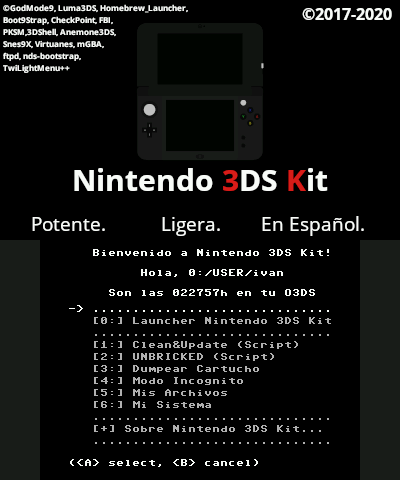 ©GodMode9, Luma3DS, Homebrew_Launcher,
Boot9Strap, CheckPoint, FBI,
PKSM,3DShell, Anemone3DS,
Snes9X, Virtuanes, mGBA,
ftpd, nds-bootstrap,
TwiLightMenu++
©2017-2020
Nintendo 3DS Kit
Potente. Ligera. En Español.
Bienvenido a Nintendo 3DS Kit!
Hola, 0:/USER/ivan
Son las 022757h en tu O3DS
-> ..............................
[0:] Launcher Nintendo 3DS Kit
..............................
[1:] Clean&Update (Script)
[2:] UNBRICKED (Script)
[3:] Dumpear Cartucho
[4:] Modo Incognito
[5:] Mis Archivos
[6:] Mi Sistema
..............................
[+] Sobre Nintendo 3DS Kit...
..............................
(<A> select, <B> cancel)